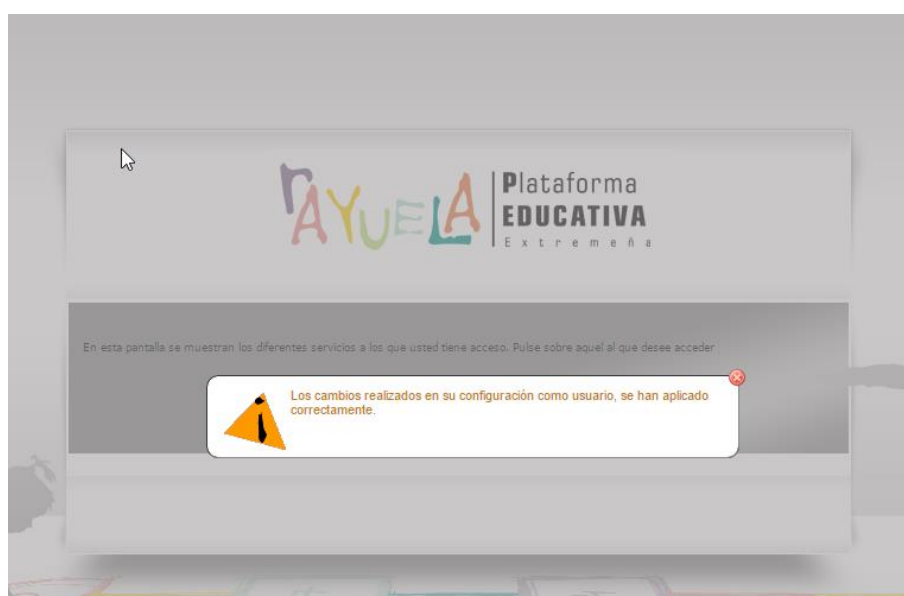 rAYUELA
Plataforma
EDUCATIVA
Extremeña
En esta pantalla se muestran los diferentes servicios a los que usted tiene acceso. Pulse sobre aquel al que desee acceder
Los cambios realizados en su configuración como usuario, se han aplicado
correctamente.